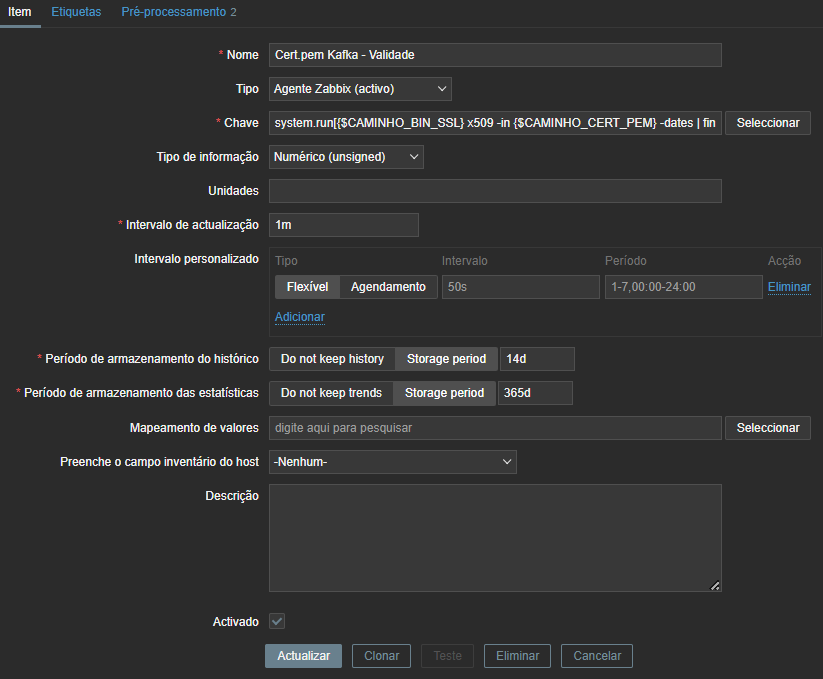 Item Etiquetas Pré-processamento 2
* Nome Cert.pem Kafka - Validade
Tipo Agente Zabbix (activo)
* Chave system.run[{$CAMINHO_BIN_SSL} x509 -in {$CAMINHO_CERT_PEM} -dates | fin Seleccionar
Tipo de informação Numérico (unsigned)
Unidades
* Intervalo de actualização 1m
Intervalo personalizado Tipo Intervalo Período Acção
Flexível Agendamento 50s 1-7,00:00-24:00 Eliminar
Adicionar
* Período de armazenamento do histórico Do not keep history Storage period 14d
* Período de armazenamento das estatísticas Do not keep trends Storage period 365d
Mapeamento de valores digite aqui para pesquisar Seleccionar
Preenche o campo inventário do host -Nenhum-
Descrição
Activado
Actualizar Clonar Teste Eliminar Cancelar